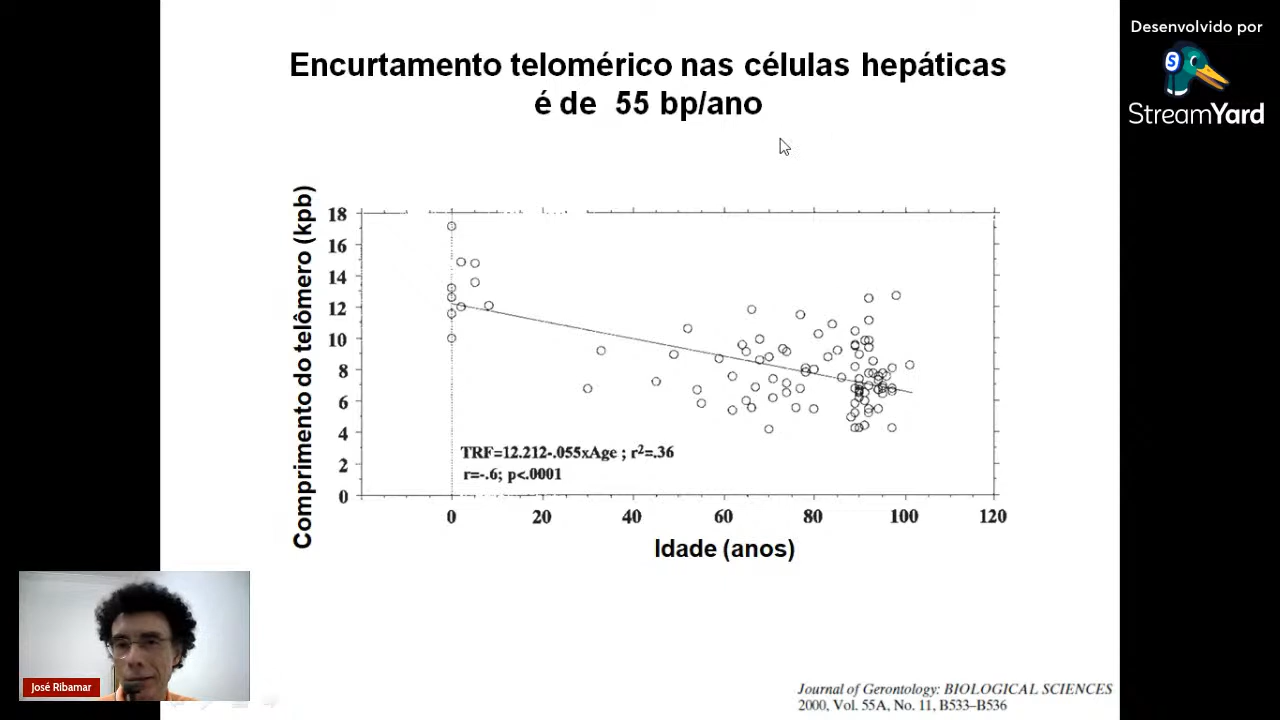 Desenvolvido por
StreamYard
Encurtamento telomérico nas células hepáticas
é de 55 bp/ano
Comprimento do telômero (kpb)
18
16
14
12
10
8
6
4
2
0
TRF=12.212-.055xAge ; r²=.36
r=-.6; p<.0001
0 20 40 60 80 100 120
Idade (anos)
José Ribamar
Journal of Gerontology: BIOLOGICAL SCIENCES
2000, Vol. 55A, No. 11, B533–B536